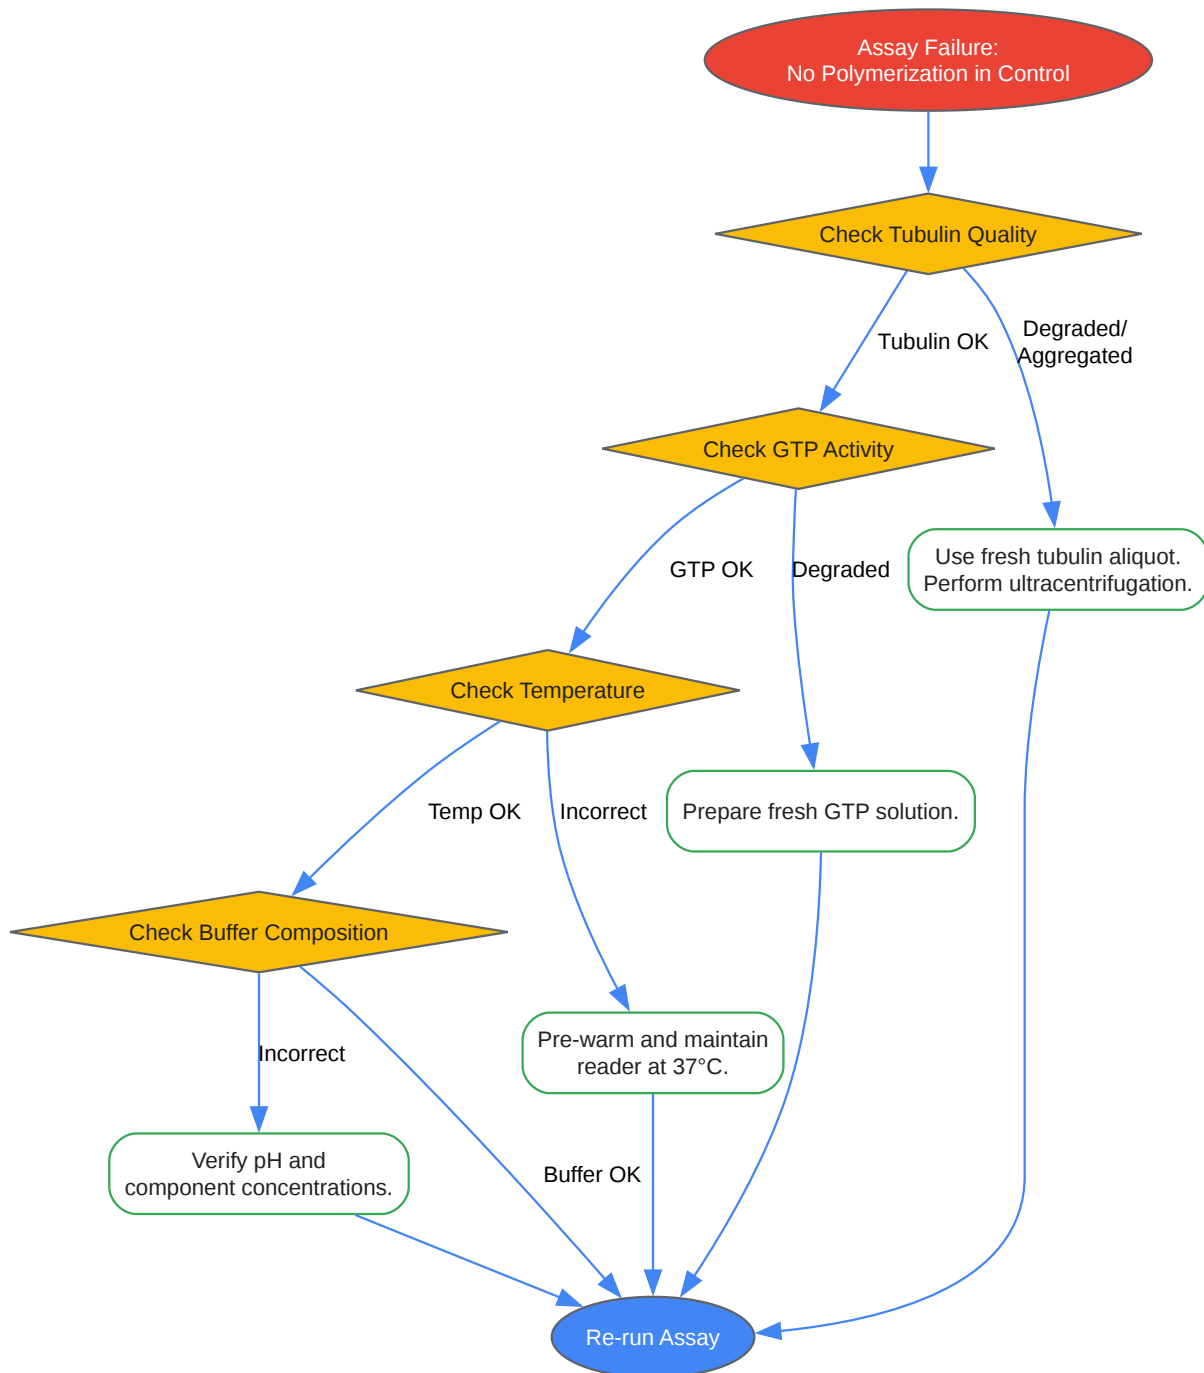 Assay Failure:
No Polymerization in Control
Check Tubulin Quality
Tubulin OK
Degraded/
Aggregated
Check GTP Activity
GTP OK
Degraded
Use fresh tubulin aliquot.
Perform ultracentrifugation.
Check Temperature
Temp OK
Incorrect
Prepare fresh GTP solution.
Check Buffer Composition
Incorrect
Pre-warm and maintain
reader at 37°C.
Verify pH and
component concentrations.
Buffer OK
Re-run Assay